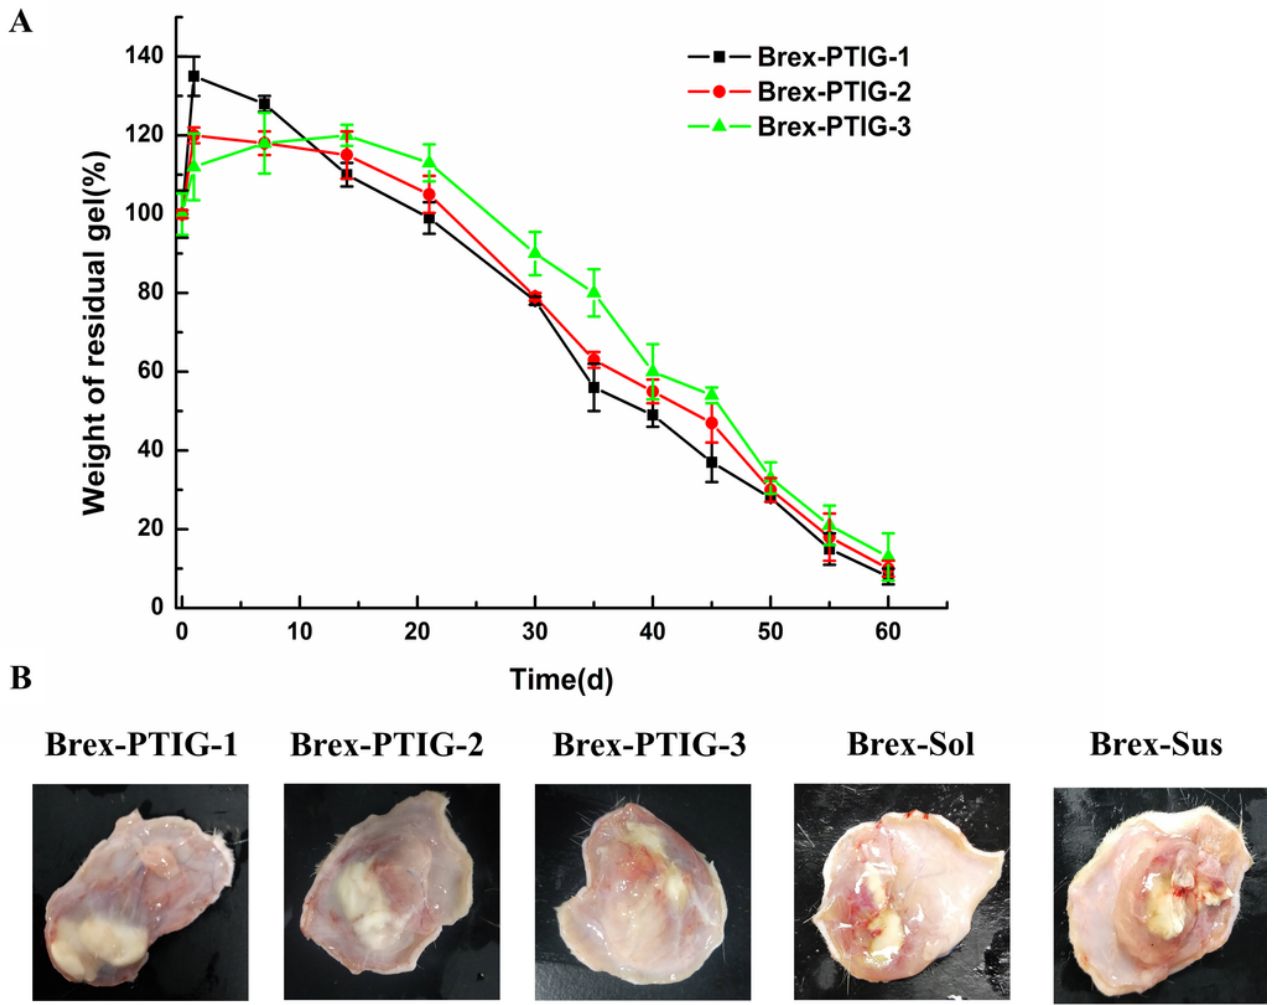 A
Brex-PTIG-1
Brex-PTIG-2
Brex-PTIG-3
Weight of residual gel(%)
140
120
100
80
60
40
20
0
0 10 20 30 40 50 60
Time(d)
B
Brex-PTIG-1 Brex-PTIG-2 Brex-PTIG-3 Brex-Sol Brex-Sus